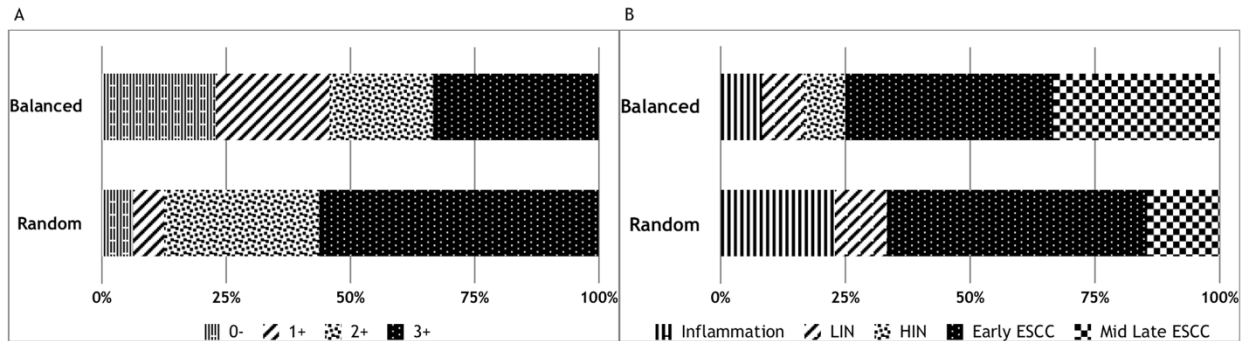 A
B
Balanced
Random
0% 25% 50% 75% 100%
0- 1+ 2+ 3+
Balanced
Random
0% 25% 50% 75% 100%
Inflammation LIN HIN Early ESCC Mid Late ESCC